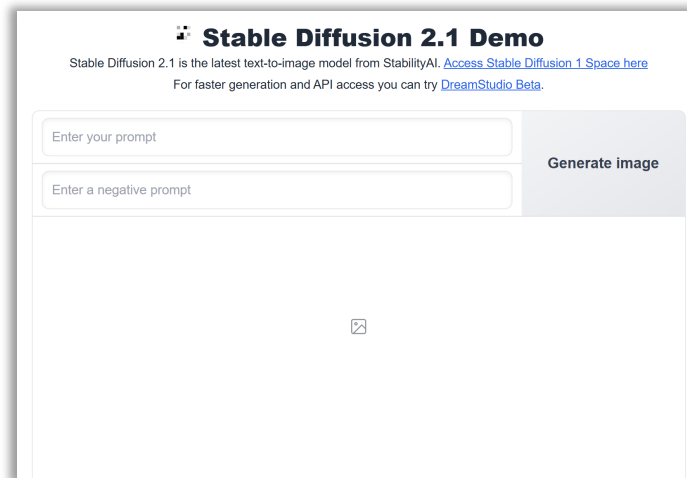 Stable Diffusion 2.1 Demo
Stable Diffusion 2.1 is the latest text-to-image model from StabilityAI. Access Stable Diffusion 1 Space here
For faster generation and API access you can try DreamStudio Beta.
Enter your prompt
Generate image
Enter a negative prompt